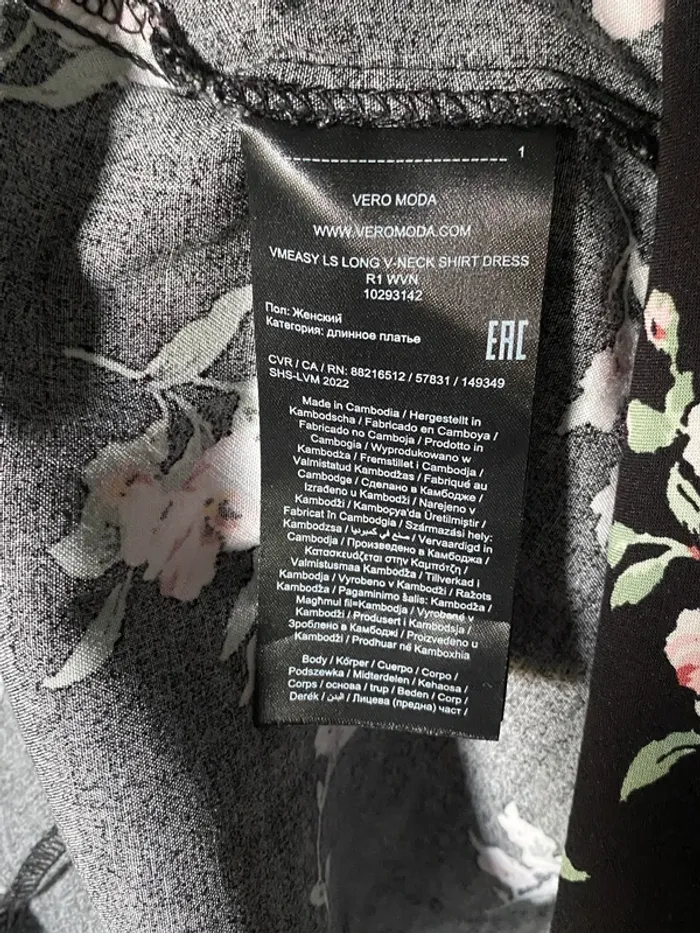 1
VERO MODA
WWW.VEROMODA.COM
VMEASY LS LONG V-NECK SHIRT DRESS
R1 WVN
10293142
Пол: Женский
Категория: длинное платье
EAC
CVR / CA / RN: 88216512 / 57831 / 149349
SHS-LVM 2022
Made in Cambodia / Hergestellt in
Kambodscha / Fabricado en Camboya /
Fabricado no Camboja / Prodotto in
Cambogia / Wyprodukowano w
Kambodża / Fremstillet i Cambodja /
Valmistatud Kambodžas / Fabriqué au
Cambodge / Сделано в Камбодже /
Izrađeno u Kambodži / Narejeno v
Kambodži / Kamboçya'da Üretilmiştir /
Fabricat în Cambodgia / Származási hely:
Kambodzsa / صنع في كمبوديا / Vervaardigd in
Cambodja / Произведено в Камбоджа /
Κατασκευάζεται στην Καμπότζη /
Valmistusmaa Kambodža / Tillverkad i
Kambodja / Vyrobeno v Kambodži / Ražots
Kambodža / Pagaminimo šalis: Kambodža /
Magħmul fil=Kambodja / Vyrobené v
Kambodži / Produsert i Kambodsja /
Зроблено в Камбоджі / Proizvedeno u
Kambodži / Prodhuar në Kamboxhia
Body / Körper / Cuerpo / Corpo /
Podszewka / Midterdelen / Kehaosa /
Corps / основа / trup / Beden / Corp /
Derék / البدن / Лицева (предна) част /